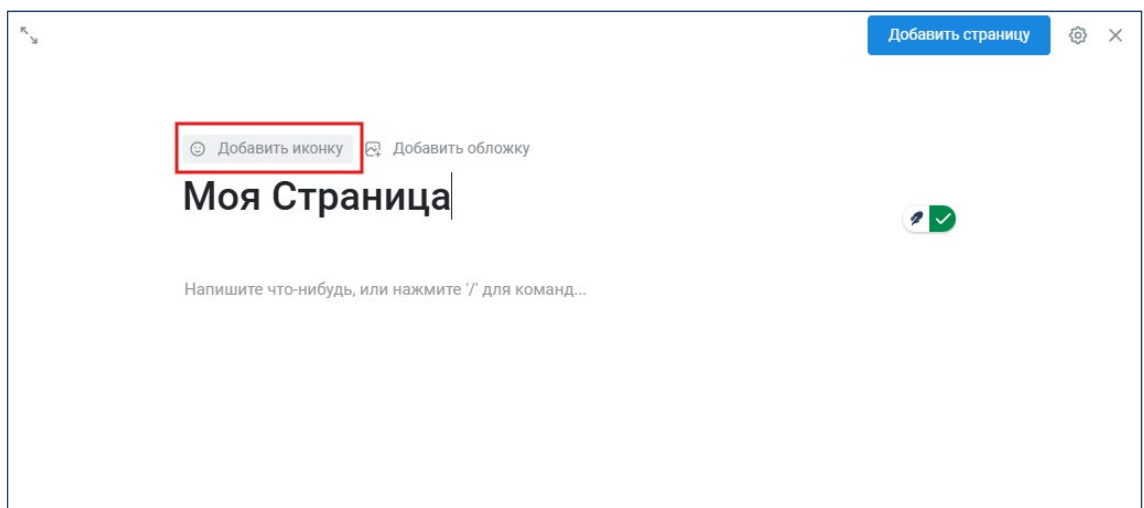 Добавить страницу
Добавить иконку Добавить обложку
Моя Страница
Напишите что-нибудь, или нажмите '/' для команд...